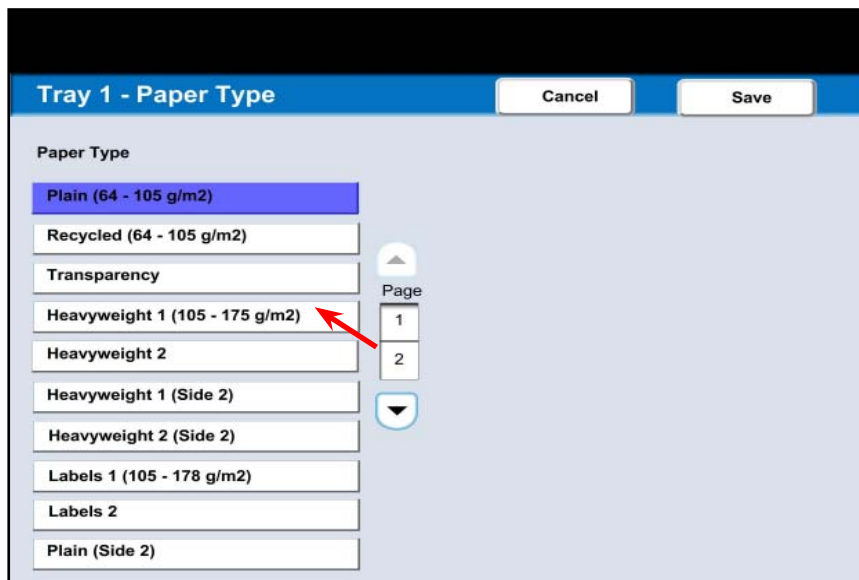 Tray 1 - Paper Type
Cancel
Save
Paper Type
Plain (64 - 105 g/m2)
Recycled (64 - 105 g/m2)
Transparency
Heavyweight 1 (105 - 175 g/m2)
Heavyweight 2
Heavyweight 1 (Side 2)
Heavyweight 2 (Side 2)
Labels 1 (105 - 178 g/m2)
Labels 2
Plain (Side 2)
Page
1
2